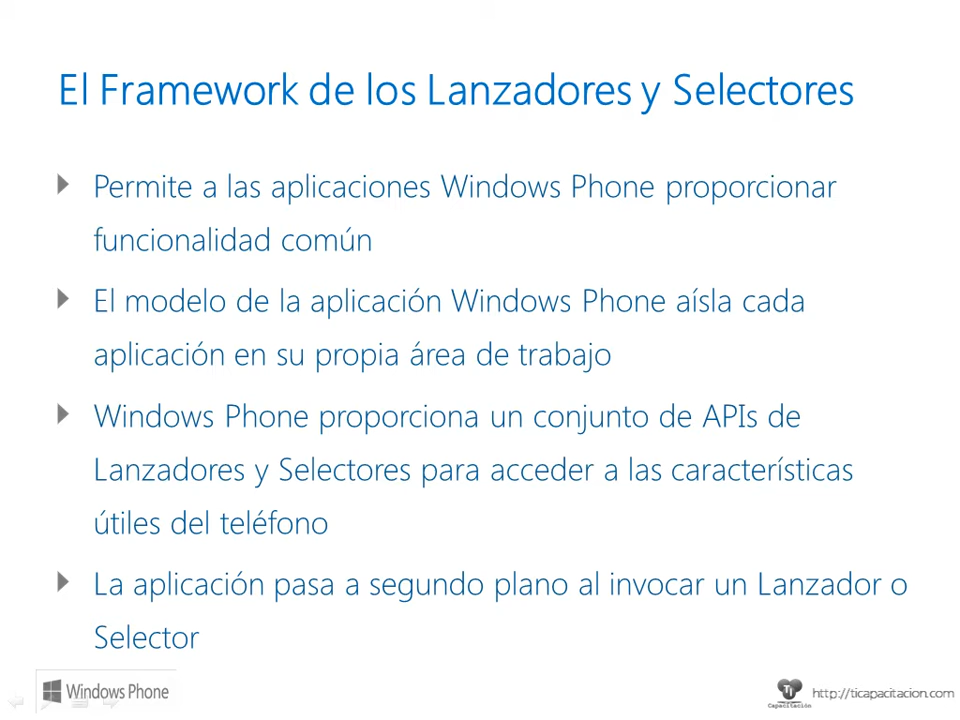 El Framework de los Lanzadores y Selectores
Permite a las aplicaciones Windows Phone proporcionar
funcionalidad común
El modelo de la aplicación Windows Phone aísla cada
aplicación en su propia área de trabajo
Windows Phone proporciona un conjunto de APIs de
Lanzadores y Selectores para acceder a las características
útiles del teléfono
La aplicación pasa a segundo plano al invocar un Lanzador o
Selector
Windows Phone
TI
Capacitación
http://ticapacitacion.com